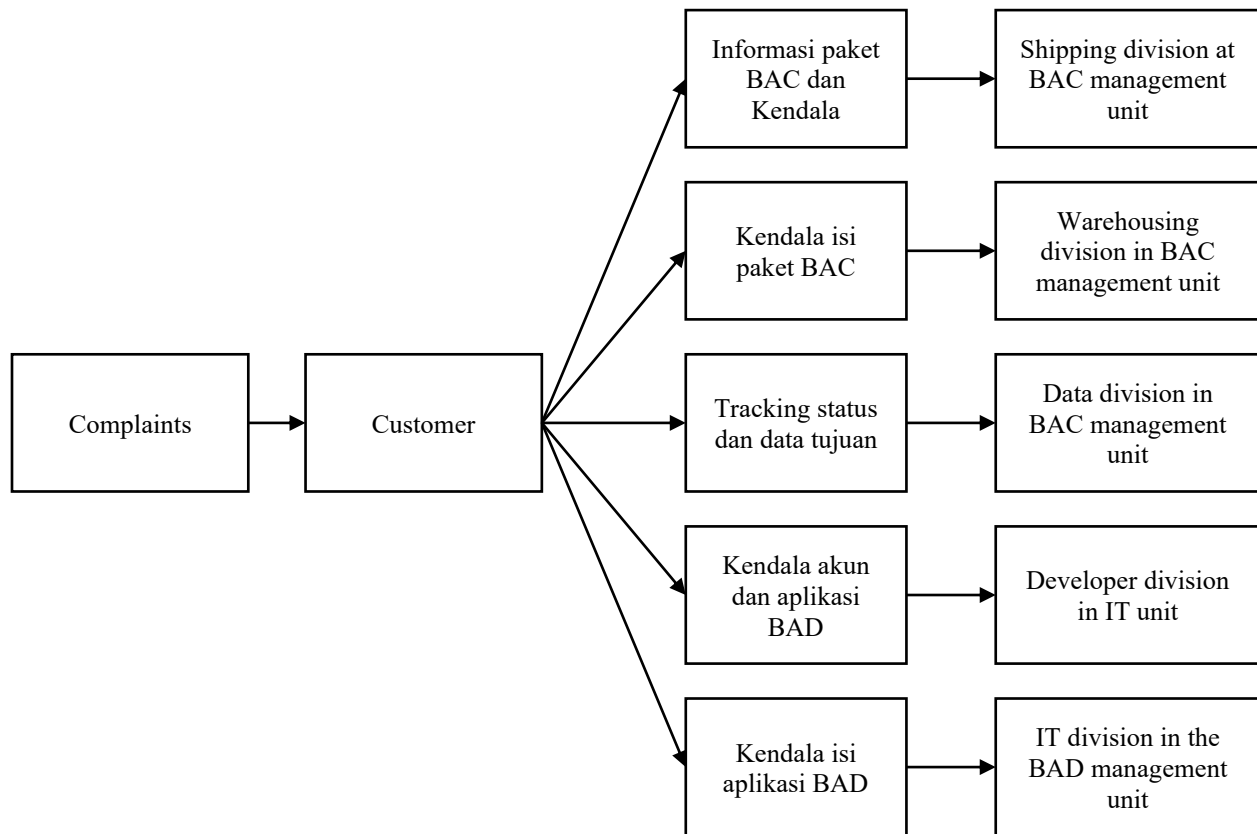 Informasi paket
BAC dan
Kendala
Shipping division at
BAC management
unit
Kendala isi
paket BAC
Warehousing
division in BAC
management unit
Complaints
Customer
Tracking status
dan data tujuan
Data division in
BAC management
unit
Kendala akun
dan aplikasi
BAD
Developer division
in IT unit
Kendala isi
aplikasi BAD
IT division in the
BAD management
unit